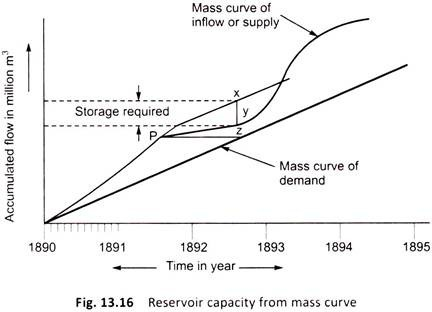 Mass curve of
inflow or supply
Accumulated flow in million m³
Storage required
x
y
P
z
Mass curve of
demand
1890 1891 1892 1893 1894 1895
Time in year
Fig. 13.16 Reservoir capacity from mass curve